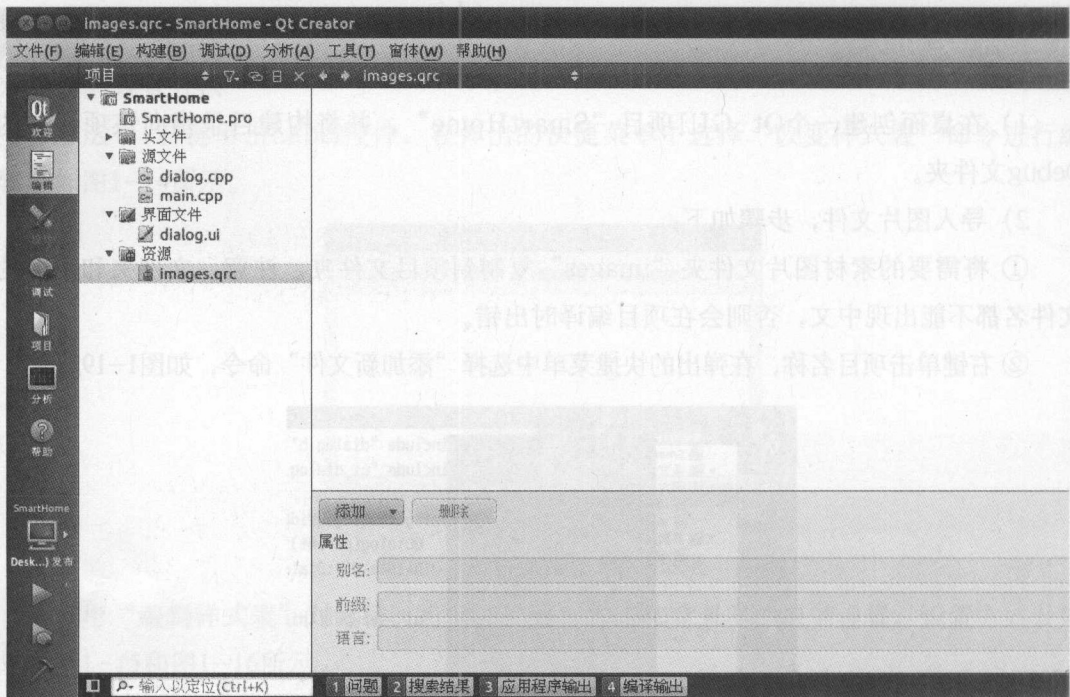 images.qrc - SmartHome - Qt Creator
文件(F) 编辑(E) 构建(B) 调试(D) 分析(A) 工具(T) 窗体(W) 帮助(H)
项目 images.qrc
Qt
欢迎
编辑
调试
项目
分析
帮助
SmartHome
SmartHome.pro
头文件
源文件
dialog.cpp
main.cpp
界面文件
dialog.ui
资源
images.qrc
添加 删除
属性
别名:
前缀:
语言:
SmartHome
Desk...) 发布
输入以定位(Ctrl+K) 1 问题 2 搜索结果 3 应用程序输出 4 编译输出